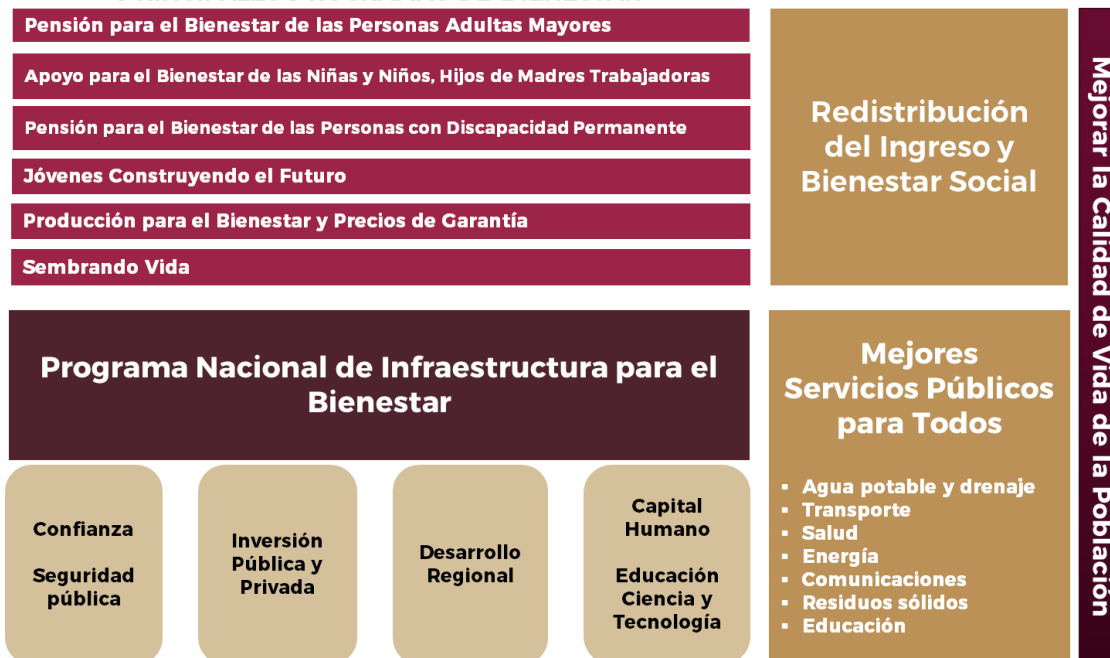 Pensión para el Bienestar de las Personas Adultas Mayores
Apoyo para el Bienestar de las Niñas y Niños, Hijos de Madres Trabajadoras
Pensión para el Bienestar de las Personas con Discapacidad Permanente
Jóvenes Construyendo el Futuro
Producción para el Bienestar y Precios de Garantía
Sembrando Vida
Redistribución
del Ingreso y
Bienestar Social
Programa Nacional de Infraestructura para el
Bienestar
Confianza
Seguridad
pública
Inversión
Pública y
Privada
Desarrollo
Regional
Capital
Humano
Educación
Ciencia y
Tecnología
Mejores
Servicios Públicos
para Todos
▪ Agua potable y drenaje
▪ Transporte
▪ Salud
▪ Energía
▪ Comunicaciones
▪ Residuos sólidos
▪ Educación
Mejorar la Calidad de Vida de la Población